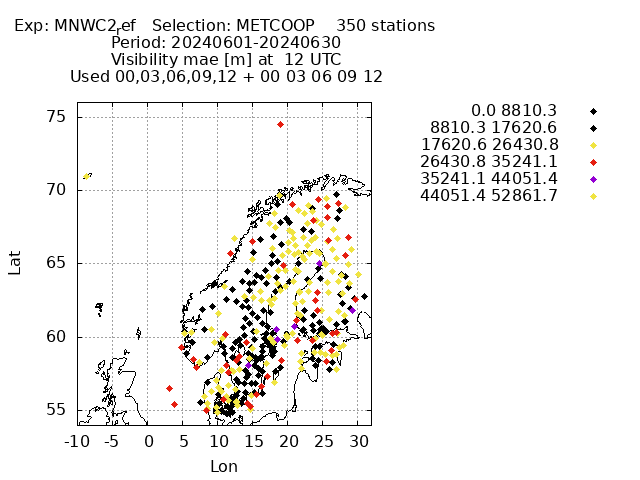 Exp: MNWC2ref   Selection: METCOOP    350 stations
Period: 20240601-20240630
Visibility mae [m] at  12 UTC
Used 00,03,06,09,12 + 00 03 06 09 12
0.0 8810.3
8810.3 17620.6
17620.6 26430.8
26430.8 35241.1
35241.1 44051.4
44051.4 52861.7
75
70
65
60
55
Lat
-10 -5 0 5 10 15 20 25 30
Lon